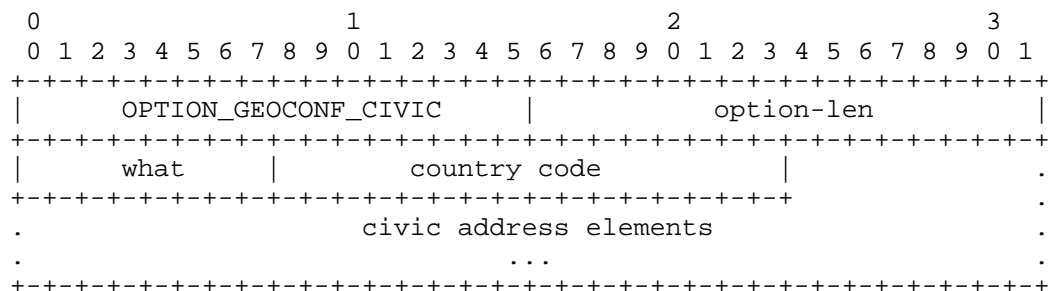 0                   1                   2                   3
 0 1 2 3 4 5 6 7 8 9 0 1 2 3 4 5 6 7 8 9 0 1 2 3 4 5 6 7 8 9 0 1
+-+-+-+-+-+-+-+-+-+-+-+-+-+-+-+-+-+-+-+-+-+-+-+-+-+-+-+-+-+-+-+-+
|      OPTION_GEOCONF_CIVIC     |           option-len          |
+-+-+-+-+-+-+-+-+-+-+-+-+-+-+-+-+-+-+-+-+-+-+-+-+-+-+-+-+-+-+-+-+
|      what     |        country code           |               .
+-+-+-+-+-+-+-+-+-+-+-+-+-+-+-+-+-+-+-+-+-+-+-+-+               .
.                     civic address elements                    .
.                              ...                              .
+-+-+-+-+-+-+-+-+-+-+-+-+-+-+-+-+-+-+-+-+-+-+-+-+-+-+-+-+-+-+-+-+